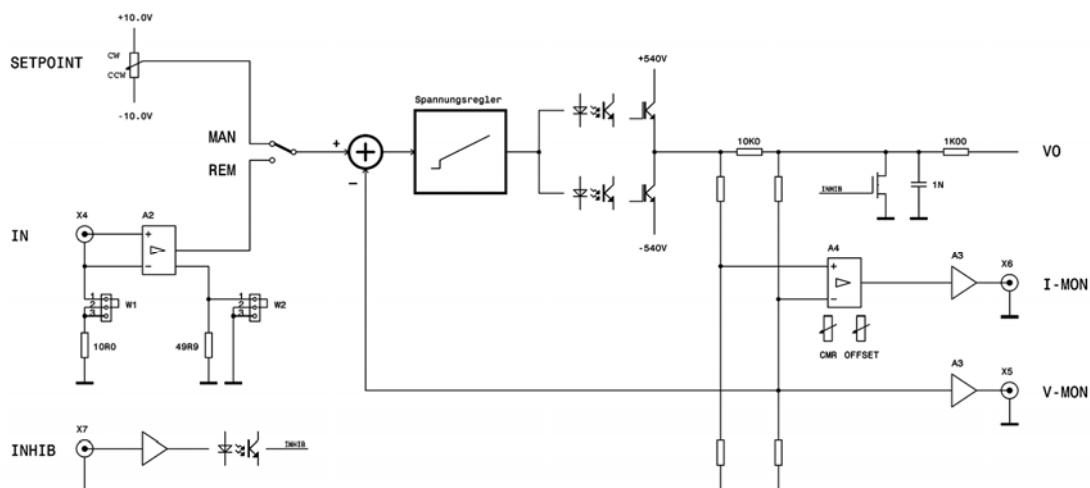 +10.0V
SETPOINT
CW
CCW
-10.0V
MAN
REM
+
-
Spannungsregler
+540V
-540V
10K0
1K00
VO
INHIB
1N
IN
X4
A2
+
-
1
2
3
W1
1
2
3
W2
10R0
49R9
A4
+
-
CMR OFFSET
A3
X6
I-MON
A3
X5
V-MON
INHIB
X7
INHIB